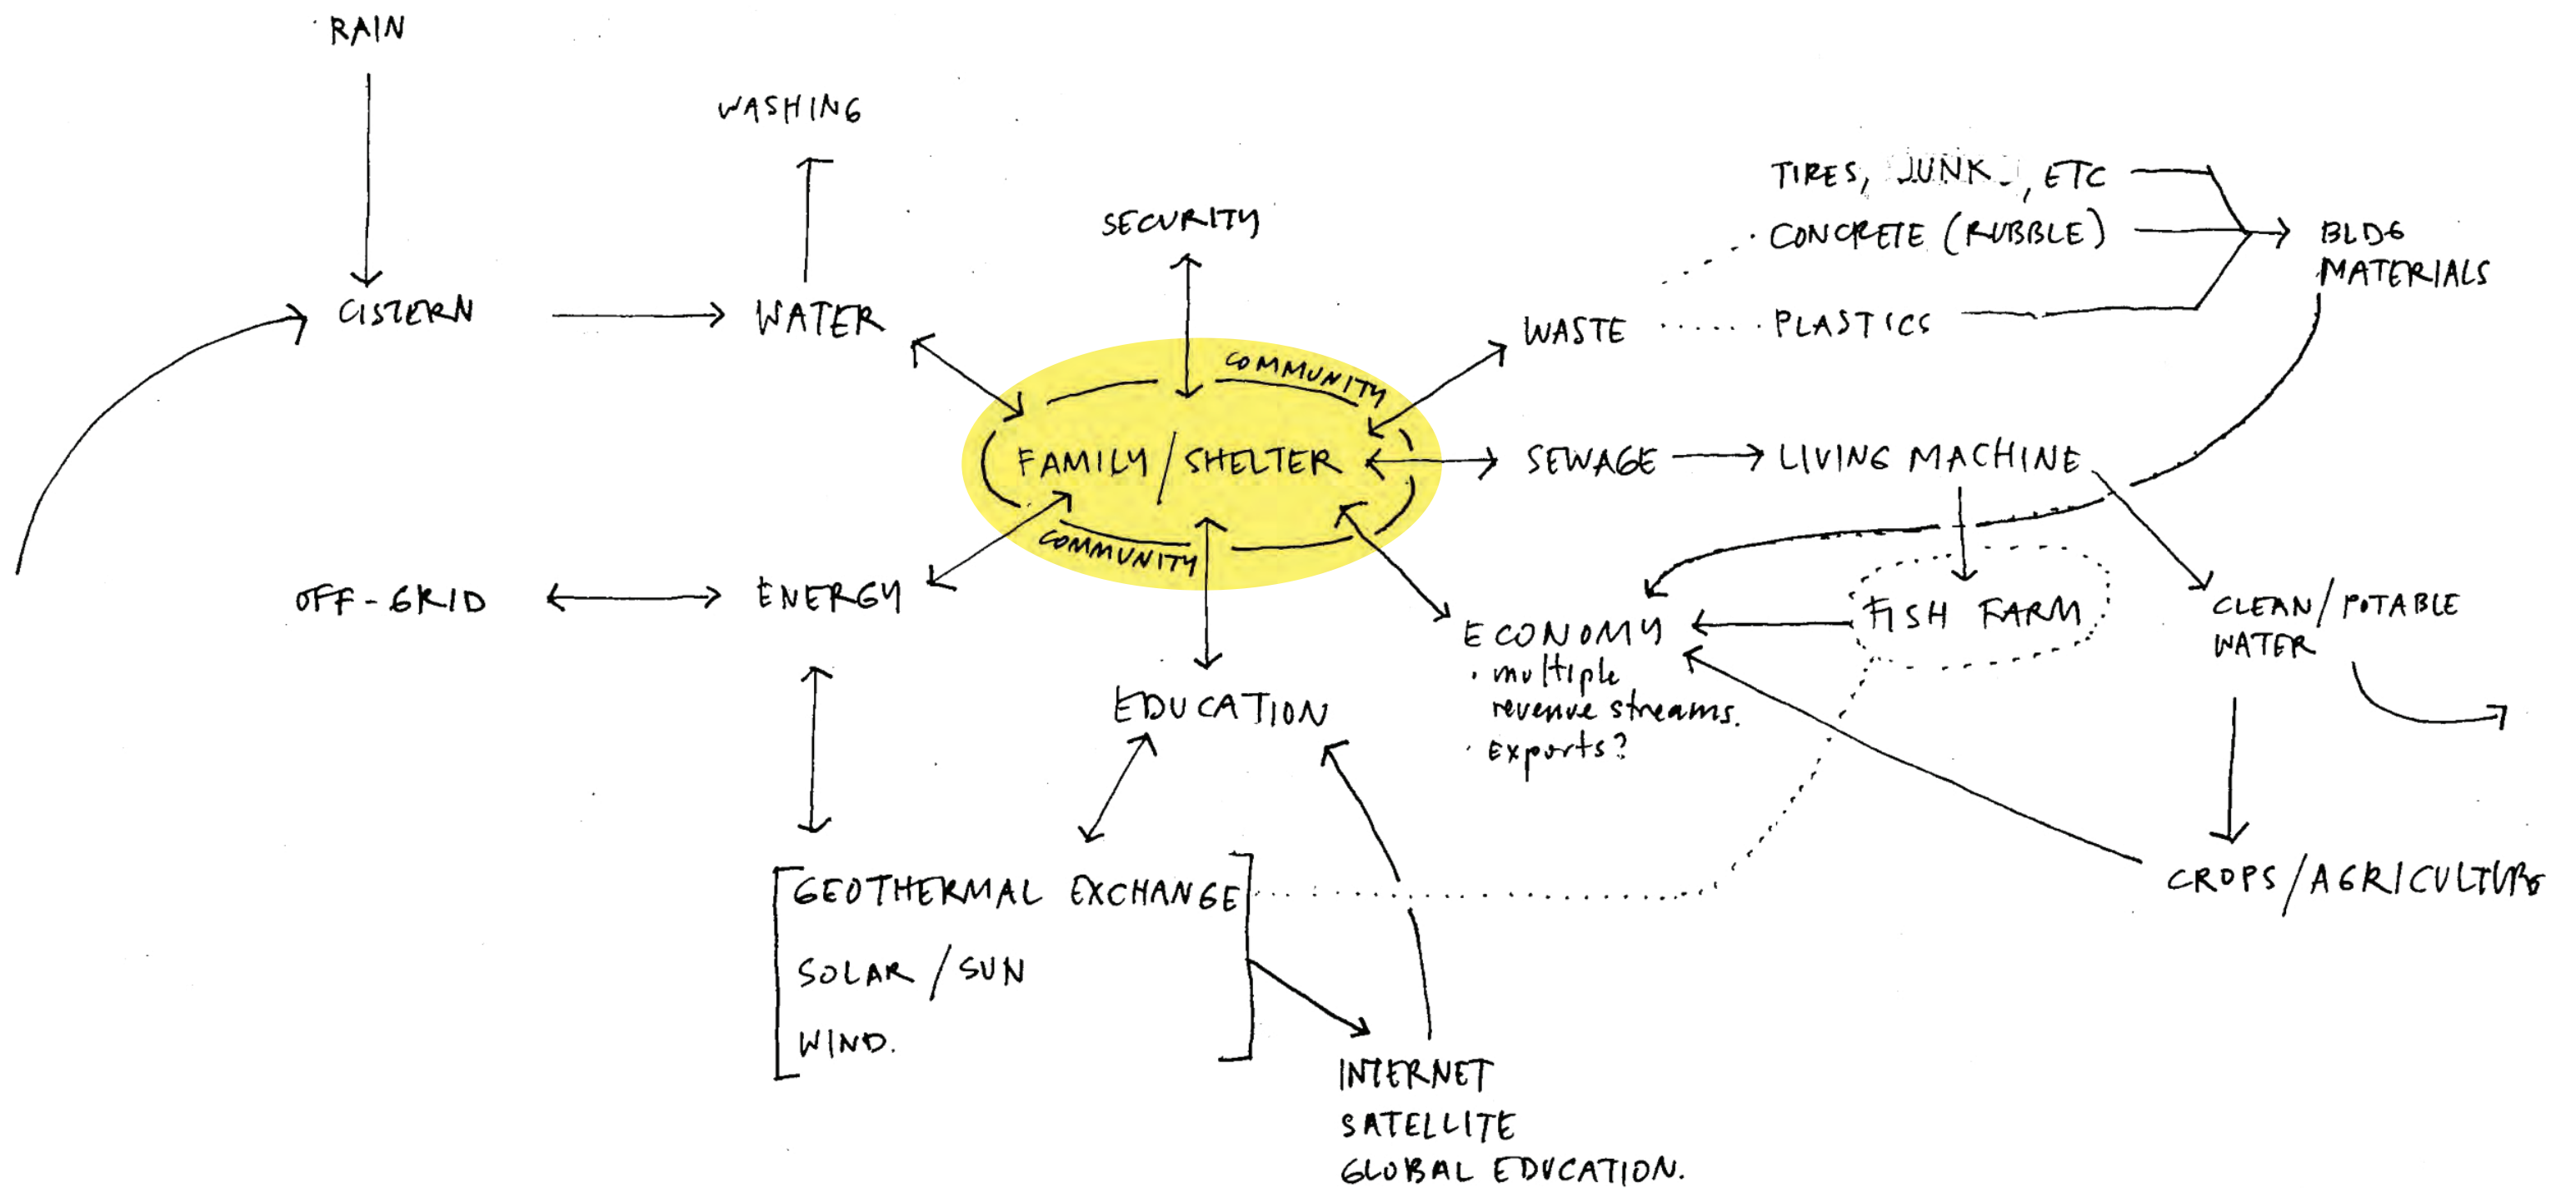 RAIN
WASHING
SECURITY
TIRES, JUNK, ETC
CONCRETE (RUBBLE)
BLDG
MATERIALS
CISTERN
WATER
WASTE
PLASTICS
COMMUNITY
FAMILY / SHELTER
SEWAGE
LIVING MACHINE
COMMUNITY
OFF-GRID
ENERGY
ECONOMY
• multiple
revenue streams.
• Exports?
FISH FARM
CLEAN / POTABLE
WATER
EDUCATION
GEOTHERMAL EXCHANGE
SOLAR / SUN
WIND.
CROPS / AGRICULTURE
INTERNET
SATELLITE
GLOBAL EDUCATION.